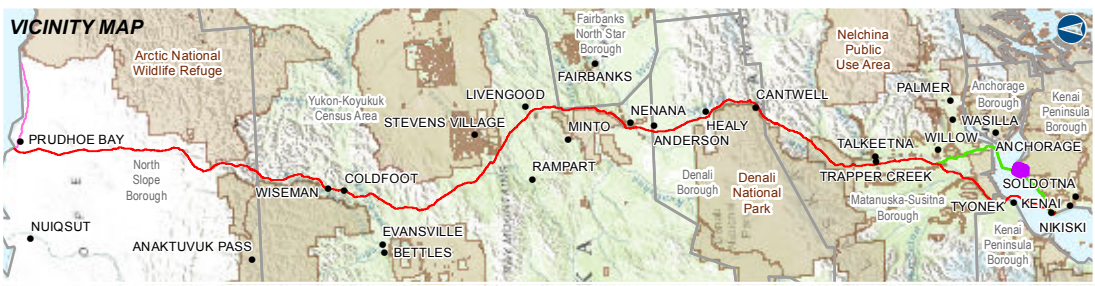 VICINITY MAP
Arctic National
Wildlife Refuge
Fairbanks
North Star
Borough
FAIRBANKS
Nelchina
Public
Use Area
Yukon-Koyukuk
Census Area
LIVENGOOD
STEVENS VILLAGE
MINTO
NENANA
ANDERSON
HEALY
CANTWELL
PALMER
Anchorage
Borough
WASILLA
Kenai
Peninsula
Borough
PRUDHOE BAY
TALKEETNA
WILLOW
ANCHORAGE
North
Slope
Borough
WISEMAN
COLDFOOT
RAMPART
Denali
Borough
Denali
National
Park
TRAPPER CREEK
SOLDOTNA
Matanuska-Susitna
Borough
TYONEK
KENAI
NIKISKI
NUIQSUT
ANAKTUVUK PASS
EVANSVILLE
BETTLES
Kenai
Peninsula
Borough
K A